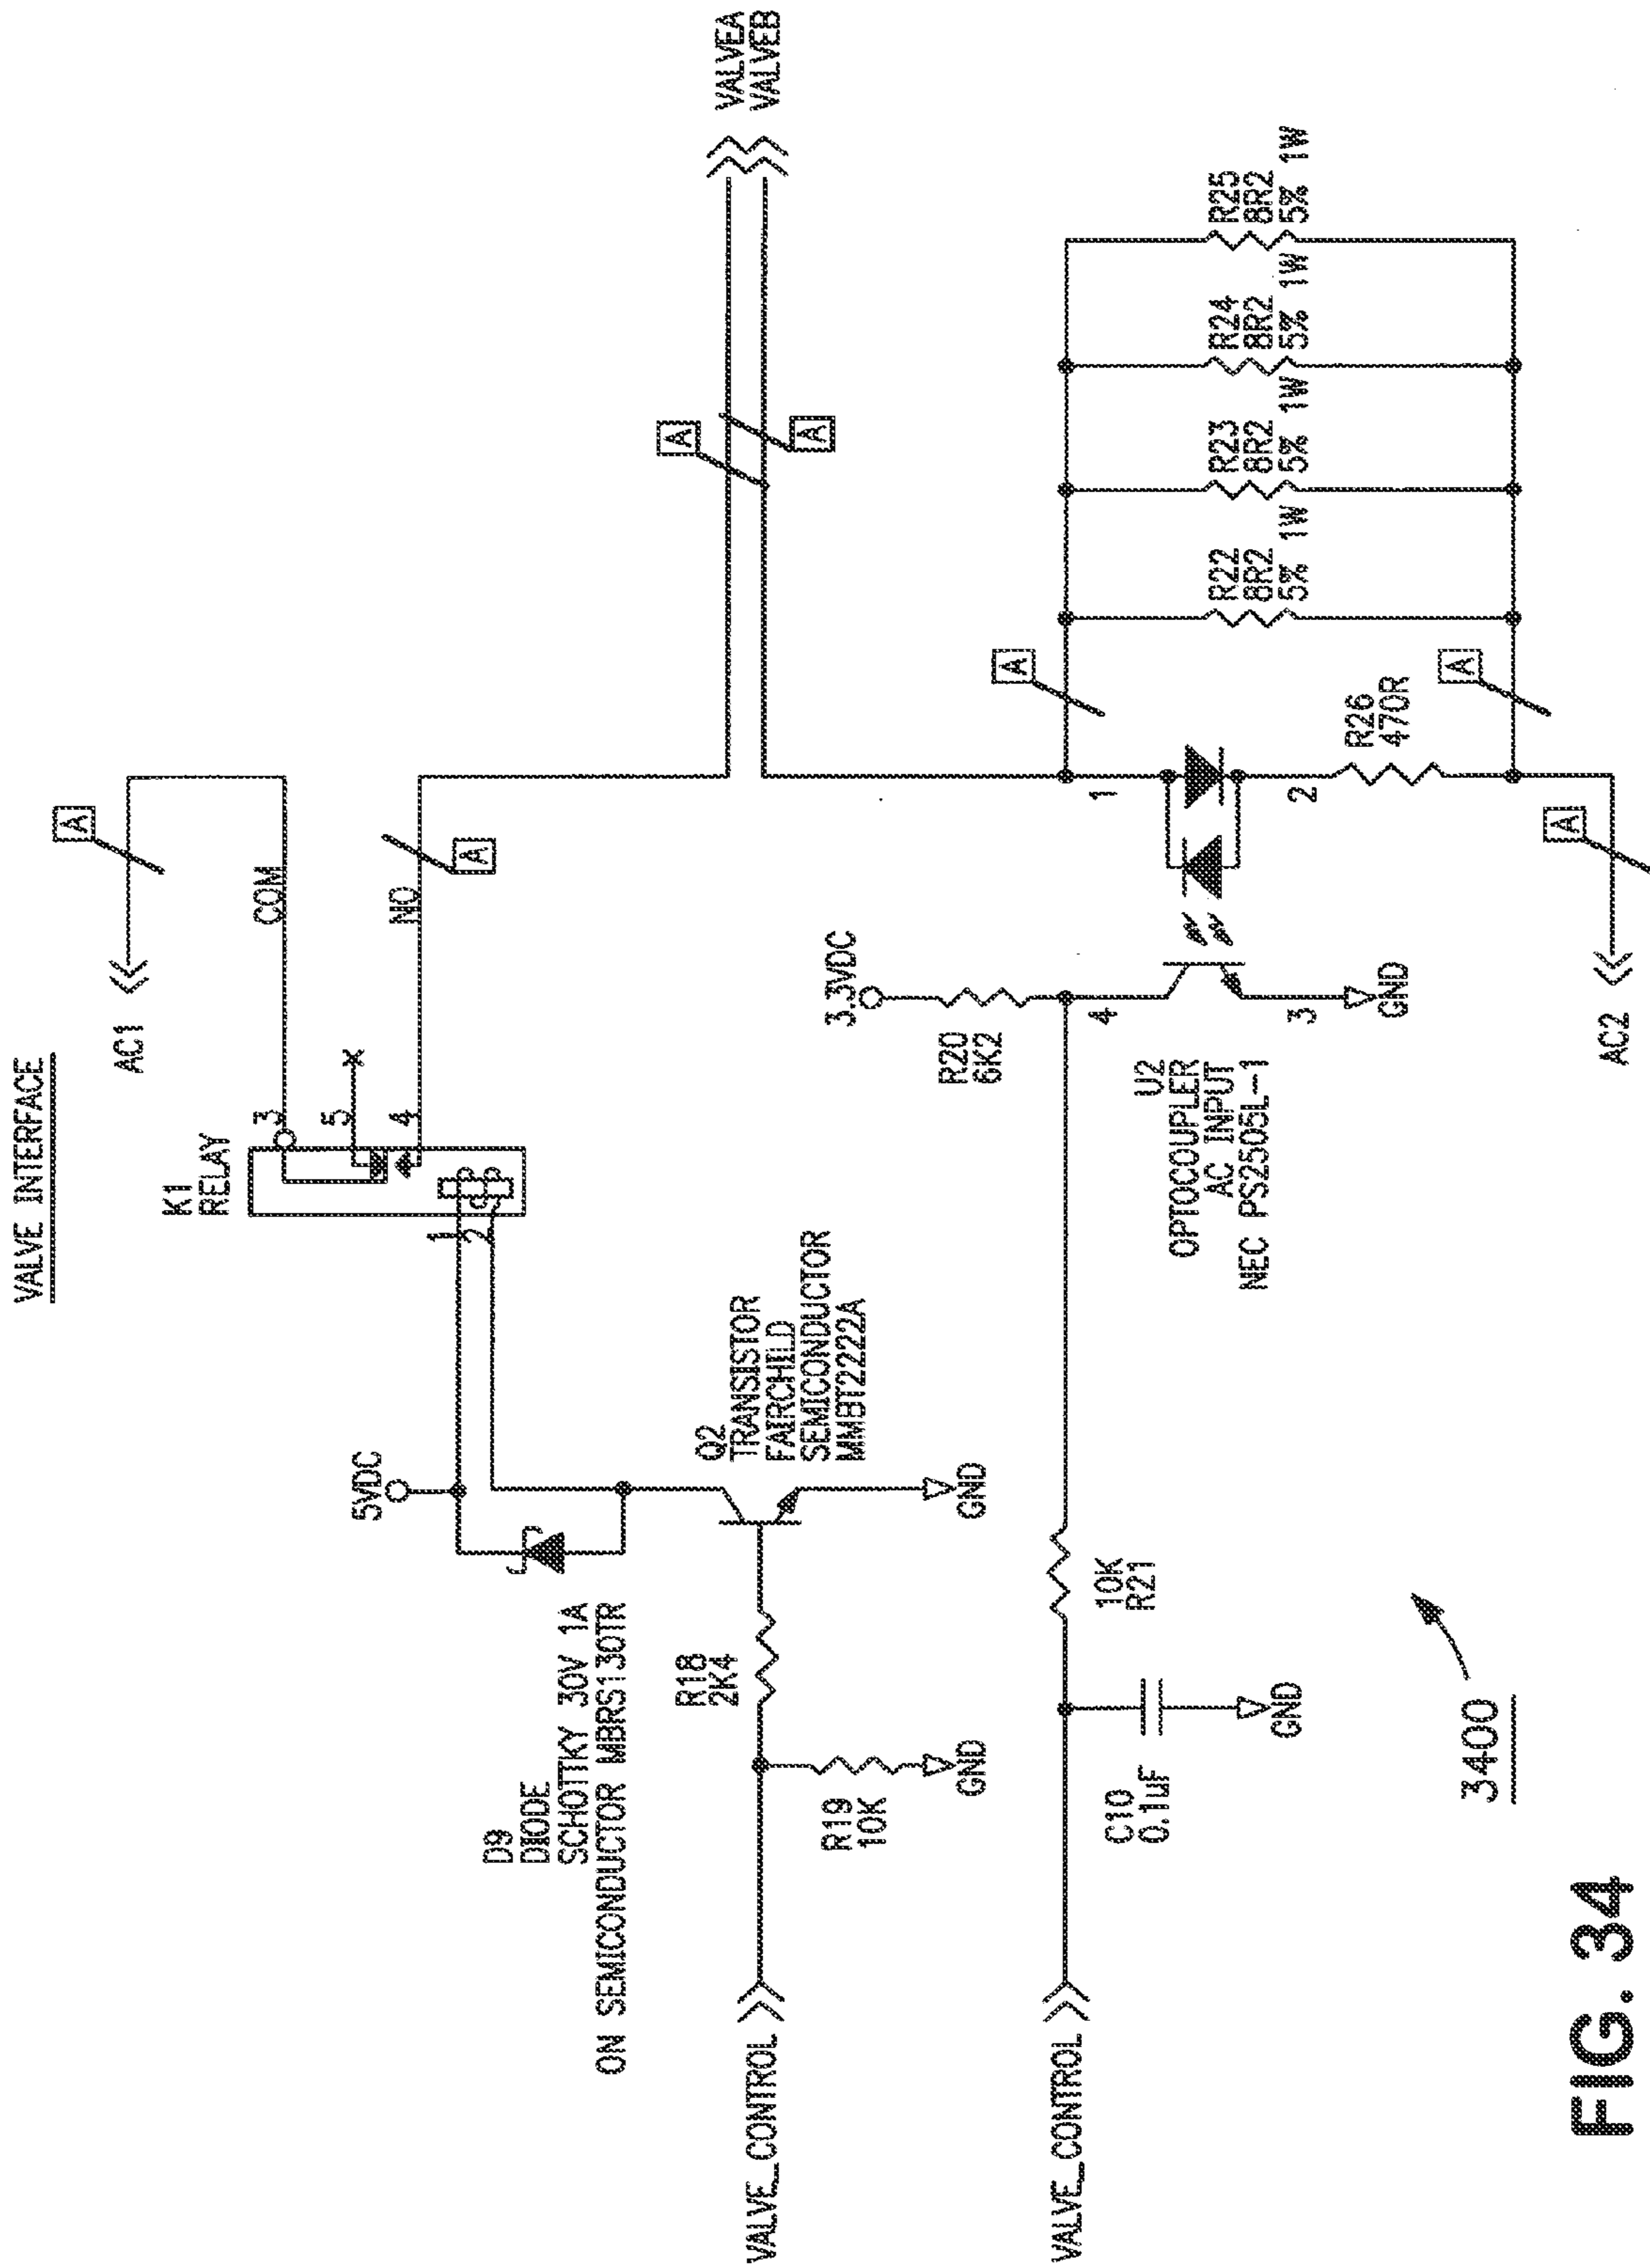 VALVE INTERFACE
AC1
A
COM
K1
RELAY
3
5
4
NO
A
1
2
5VDC
D9
DIODE
SCHOTTKY 30V 1A
ON SEMICONDUCTOR MBRS130TR
Q2
TRANSISTOR
FAIRCHILD
SEMICONDUCTOR
MMBT2222A
R18
2K4
R19
10K
GND
GND
VALVE_CONTROL
A
A
VALVEA
VALVEB
3.3VDC
R20
6K2
4
3
GND
1
2
U2
OPTOCOUPLER
AC INPUT
NEC PS2505L-1
10K
R21
C10
0.1uF
GND
VALVE_CONTROL
A
R22
8R2
5% 1W
R23
8R2
5% 1W
R24
8R2
5% 1W
R25
8R2
5% 1W
R26
470R
A
A
AC2
3400
FIG. 34